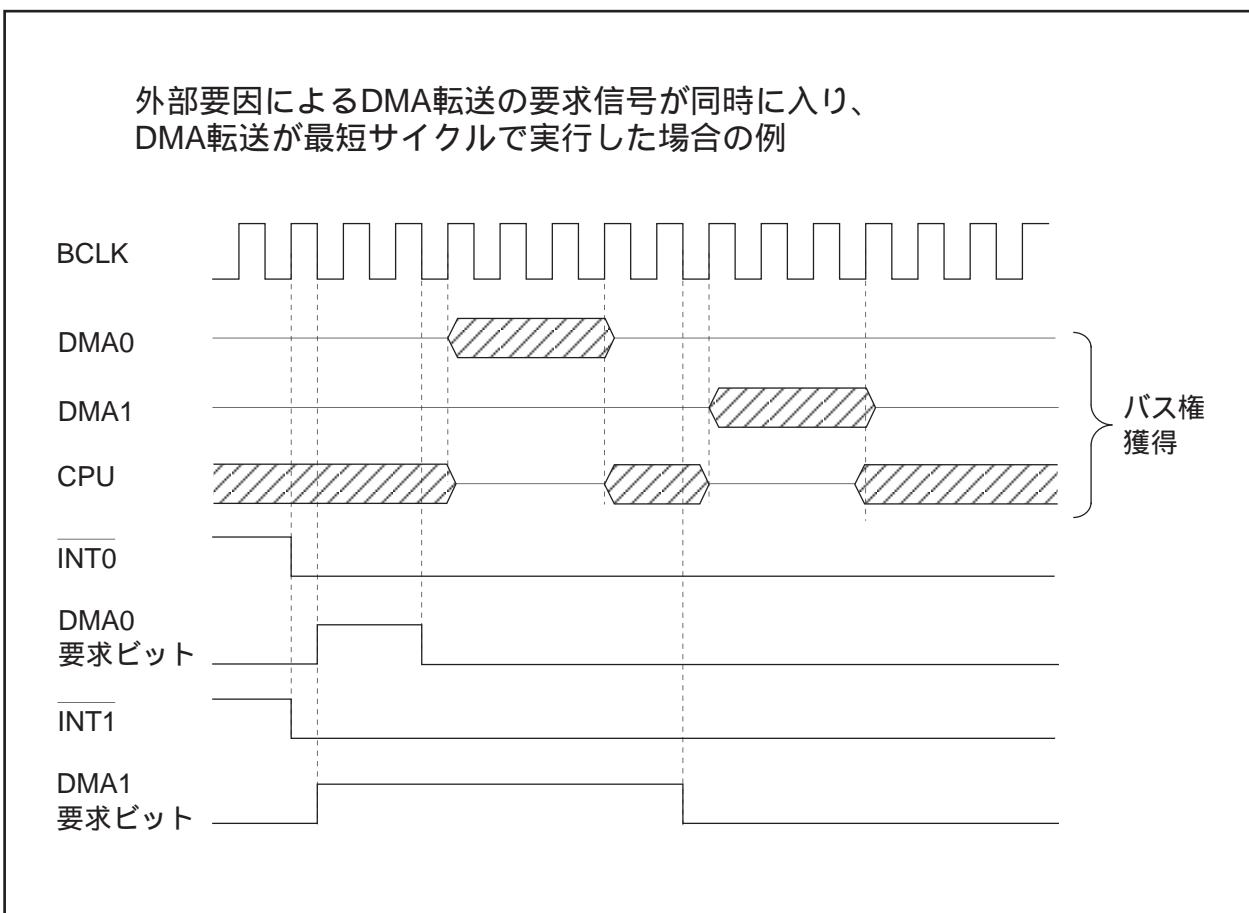 外部要因によるDMA転送の要求信号が同時に入り、
DMA転送が最短サイクルで実行した場合の例
BCLK
DMA0
DMA1
CPU
バス権
獲得
INT0
DMA0
要求ビット
INT1
DMA1
要求ビット